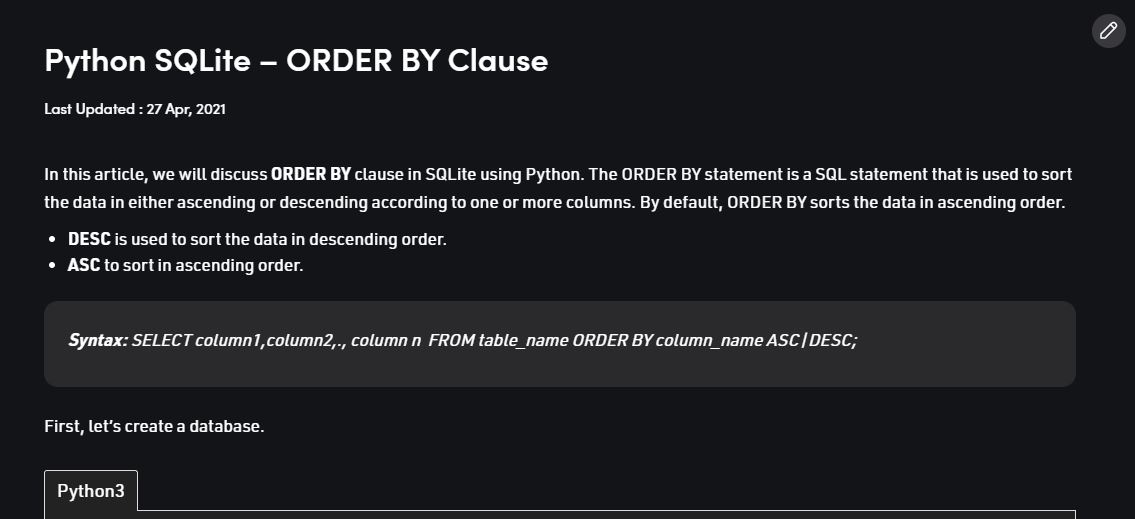 Python SQLite – ORDER BY Clause
Last Updated : 27 Apr, 2021
In this article, we will discuss ORDER BY clause in SQLite using Python. The ORDER BY statement is a SQL statement that is used to sort
the data in either ascending or descending according to one or more columns. By default, ORDER BY sorts the data in ascending order.
• DESC is used to sort the data in descending order.
• ASC to sort in ascending order.
Syntax: SELECT column1,column2,., column n  FROM table_name ORDER BY column_name ASC|DESC;
First, let’s create a database.
Python3